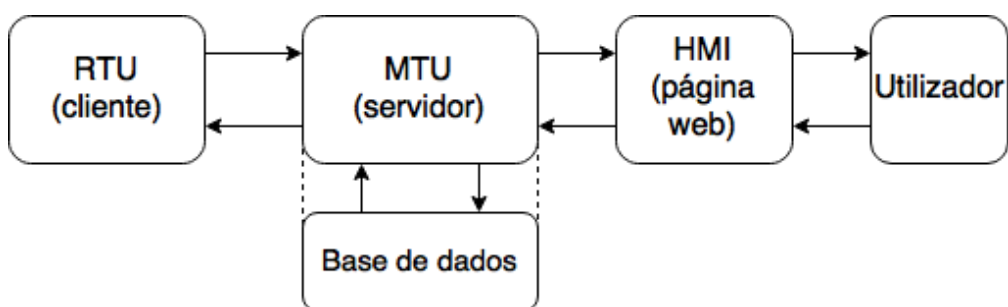 RTU
(cliente)
MTU
(servidor)
HMI
(página
web)
Utilizador
Base de dados